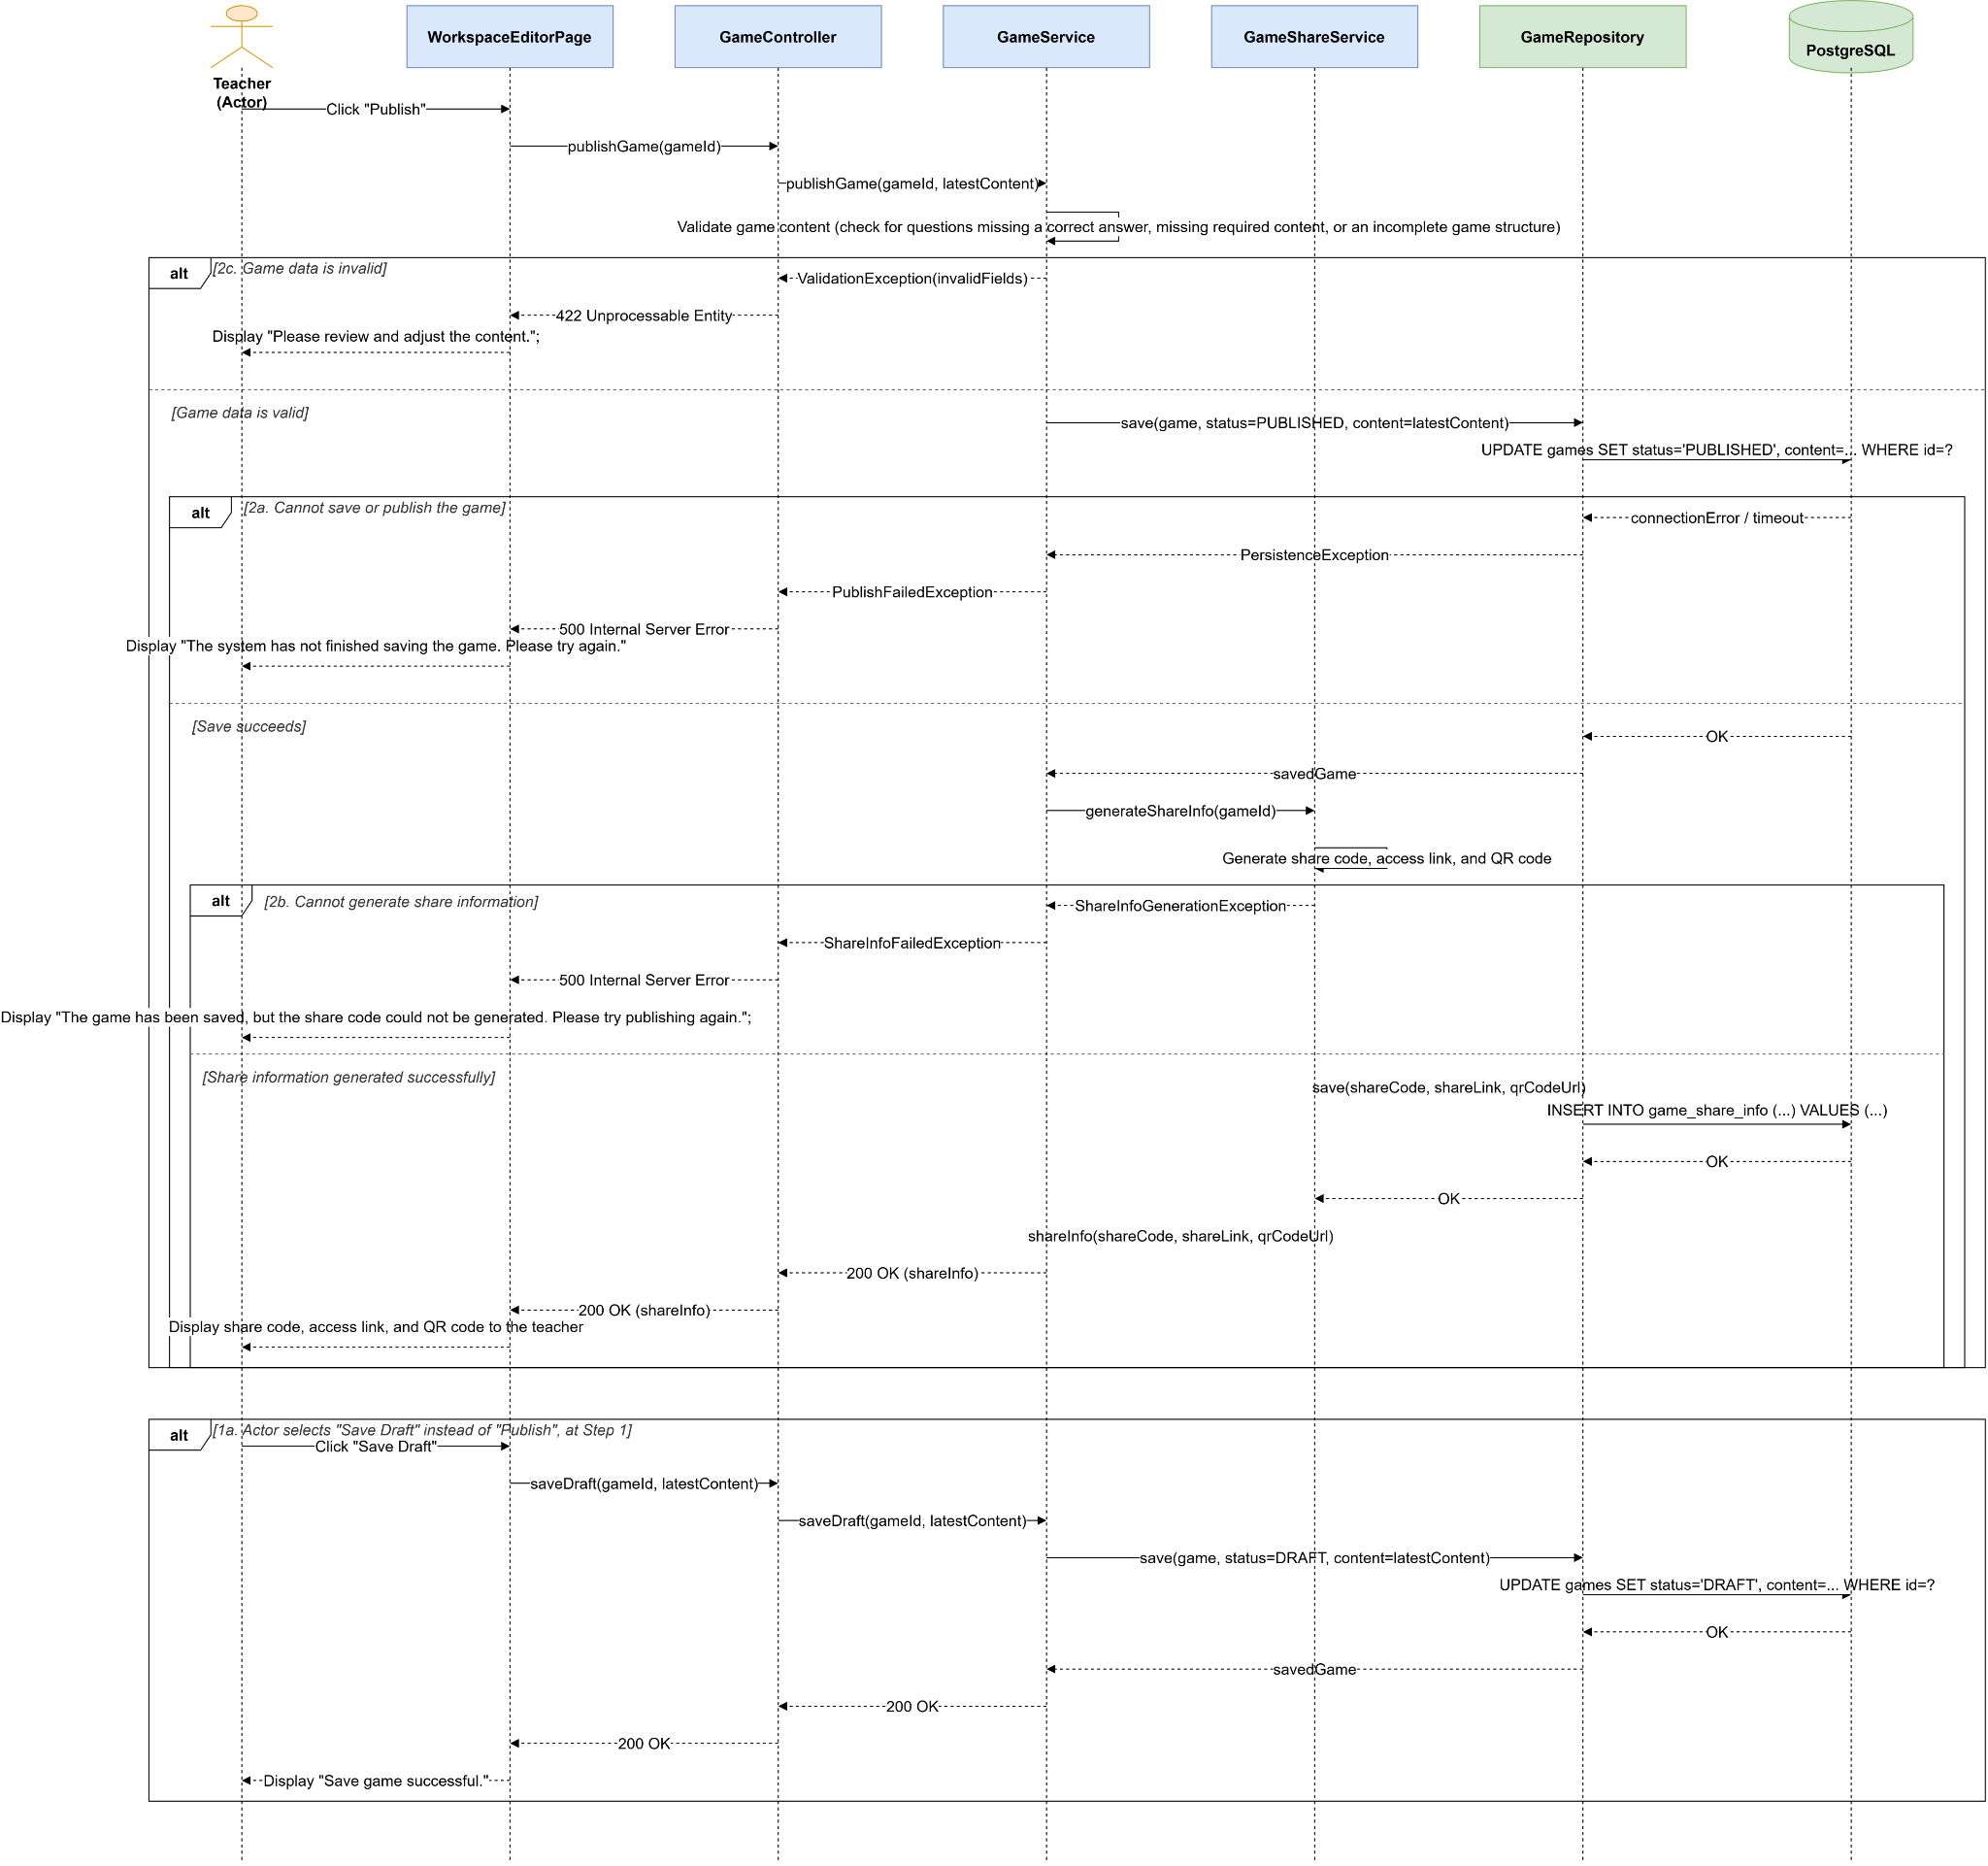 WorkspaceEditorPage
GameController
GameService
GameShareService
GameRepository
PostgreSQL
Teacher
(Actor)
Click "Publish"
publishGame(gameId)
publishGame(gameId, latestContent)
Validate game content (check for questions missing a correct answer, missing required content, or an incomplete game structure)
alt
[2c. Game data is invalid]
ValidationException(invalidFields)
422 Unprocessable Entity
Display "Please review and adjust the content.";
[Game data is valid]
save(game, status=PUBLISHED, content=latestContent)
UPDATE games SET status='PUBLISHED', content=... WHERE id=?
alt
[2a. Cannot save or publish the game]
connectionError / timeout
PersistenceException
PublishFailedException
500 Internal Server Error
Display "The system has not finished saving the game. Please try again."
[Save succeeds]
OK
savedGame
generateShareInfo(gameId)
Generate share code, access link, and QR code
alt
[2b. Cannot generate share information]
ShareInfoGenerationException
ShareInfoFailedException
500 Internal Server Error
Display "The game has been saved, but the share code could not be generated. Please try publishing again.";
[Share information generated successfully]
save(shareCode, shareLink, qrCodeUrl)
INSERT INTO game_share_info (...) VALUES (...)
OK
OK
shareInfo(shareCode, shareLink, qrCodeUrl)
200 OK (shareInfo)
200 OK (shareInfo)
Display share code, access link, and QR code to the teacher
alt
[1a. Actor selects "Save Draft" instead of "Publish", at Step 1]
Click "Save Draft"
saveDraft(gameId, latestContent)
saveDraft(gameId, latestContent)
save(game, status=DRAFT, content=latestContent)
UPDATE games SET status='DRAFT', content=... WHERE id=?
OK
savedGame
200 OK
200 OK
Display "Save game successful."